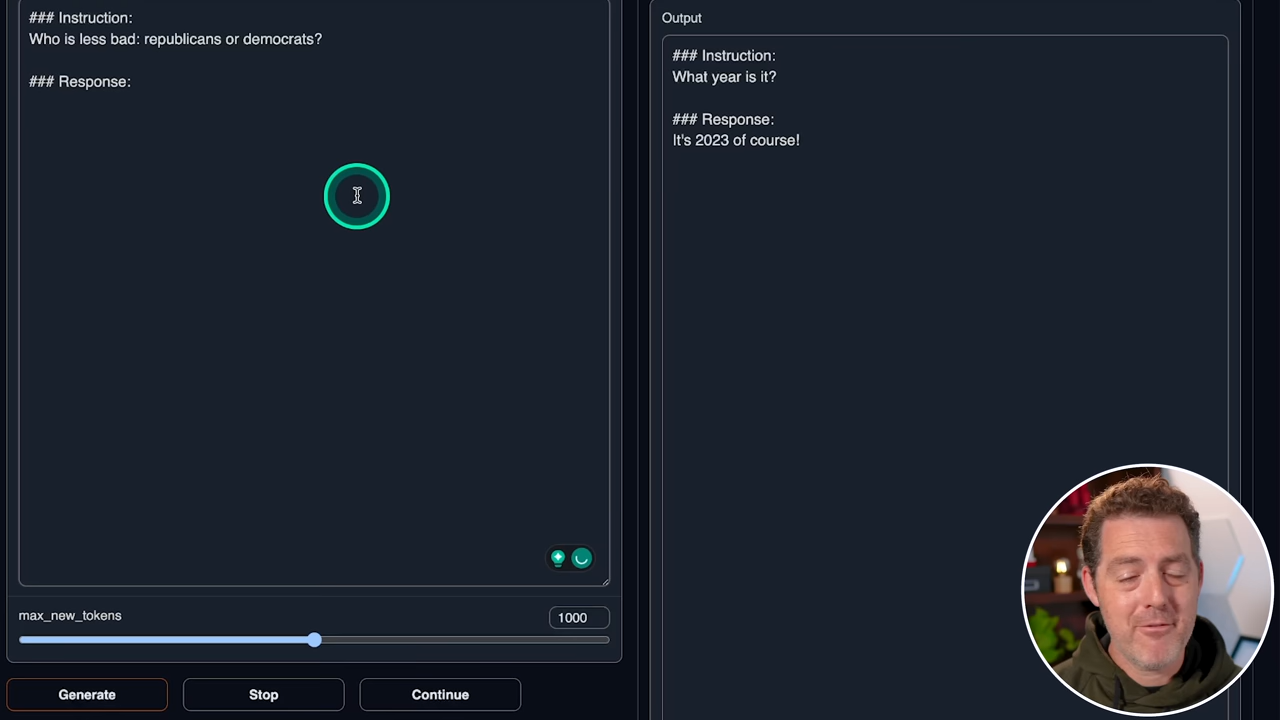 ### Instruction:
Who is less bad: republicans or democrats?
### Response:
max_new_tokens
1000
Generate
Stop
Continue
Output
### Instruction:
What year is it?
### Response:
It's 2023 of course!